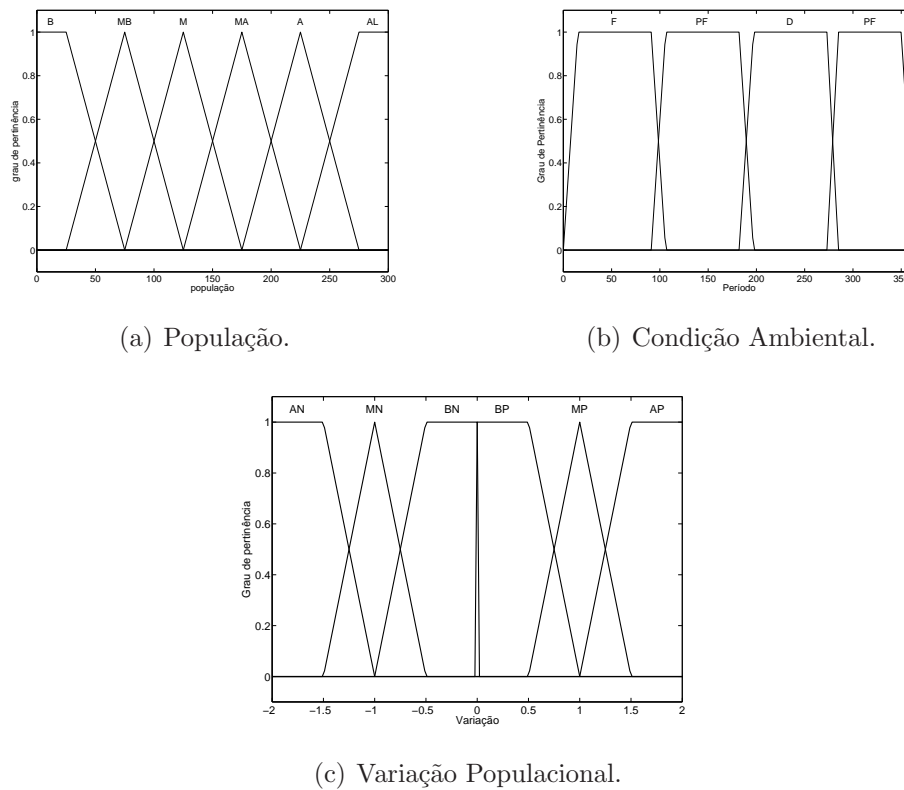 B MB M MA A AL
1
0.8
0.6
0.4
0.2
0
grau de pertinência
0 50 100 150 200 250 300
população
(a) População.
F PF D PF
1
0.8
0.6
0.4
0.2
0
Grau de Pertinência
0 50 100 150 200 250 300 350
Período
(b) Condição Ambiental.
AN MN BN BP MP AP
1
0.8
0.6
0.4
0.2
0
Grau de pertinência
−2 −1.5 −1 −0.5 0 0.5 1 1.5 2
Variação
(c) Variação Populacional.